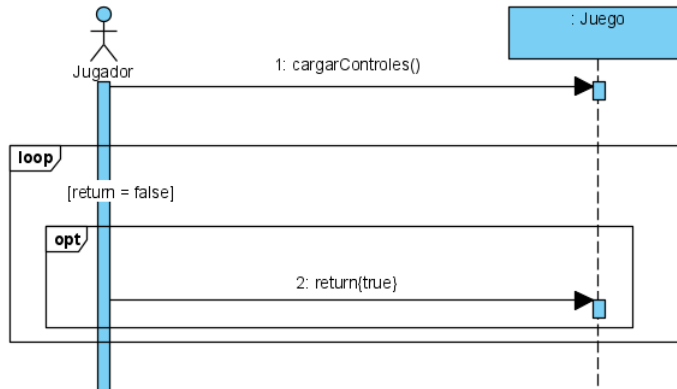 : Juego
Jugador
1: cargarControles()
loop
[return = false]
opt
2: return{true}